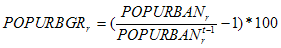 POPURBGR_r = (POPURBAN_r / POPURBAN_r^{t-1} − 1) * 100